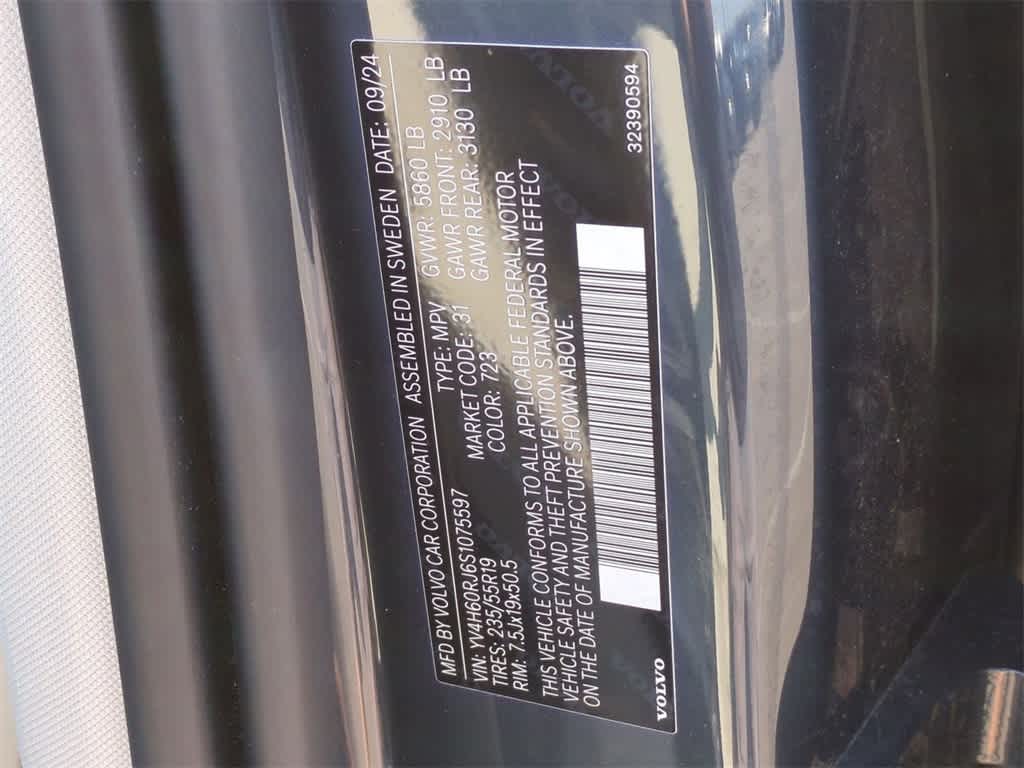 MFD BY VOLVO CAR CORPORATION ASSEMBLED IN SWEDEN DATE: 09/24
VIN: YV4H60RJ6S1075597 TYPE: MPV GVWR: 5860 LB
TIRES: 235/55R19 MARKET CODE: 31 GAWR FRONT: 2910 LB
RIM: 7.5Jx19x50.5 COLOR: 723 GAWR REAR: 3130 LB
THIS VEHICLE CONFORMS TO ALL APPLICABLE FEDERAL MOTOR
VEHICLE SAFETY AND THEFT PREVENTION STANDARDS IN EFFECT
ON THE DATE OF MANUFACTURE SHOWN ABOVE.
VOLVO 32390594